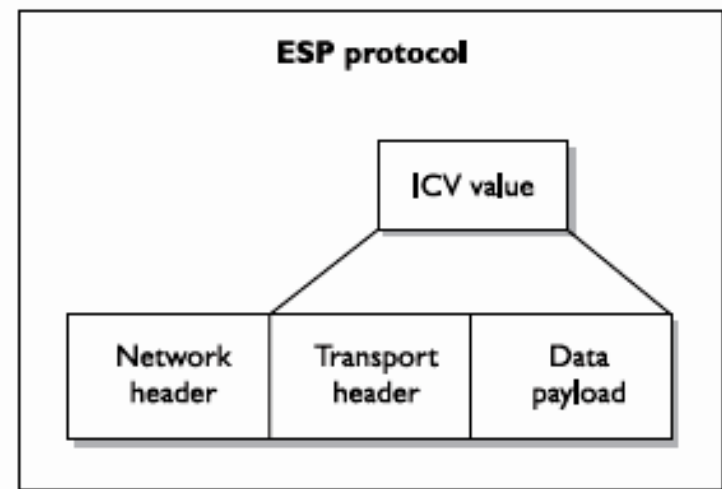 ESP protocol
ICV value
Network
header
Transport
header
Data
payload